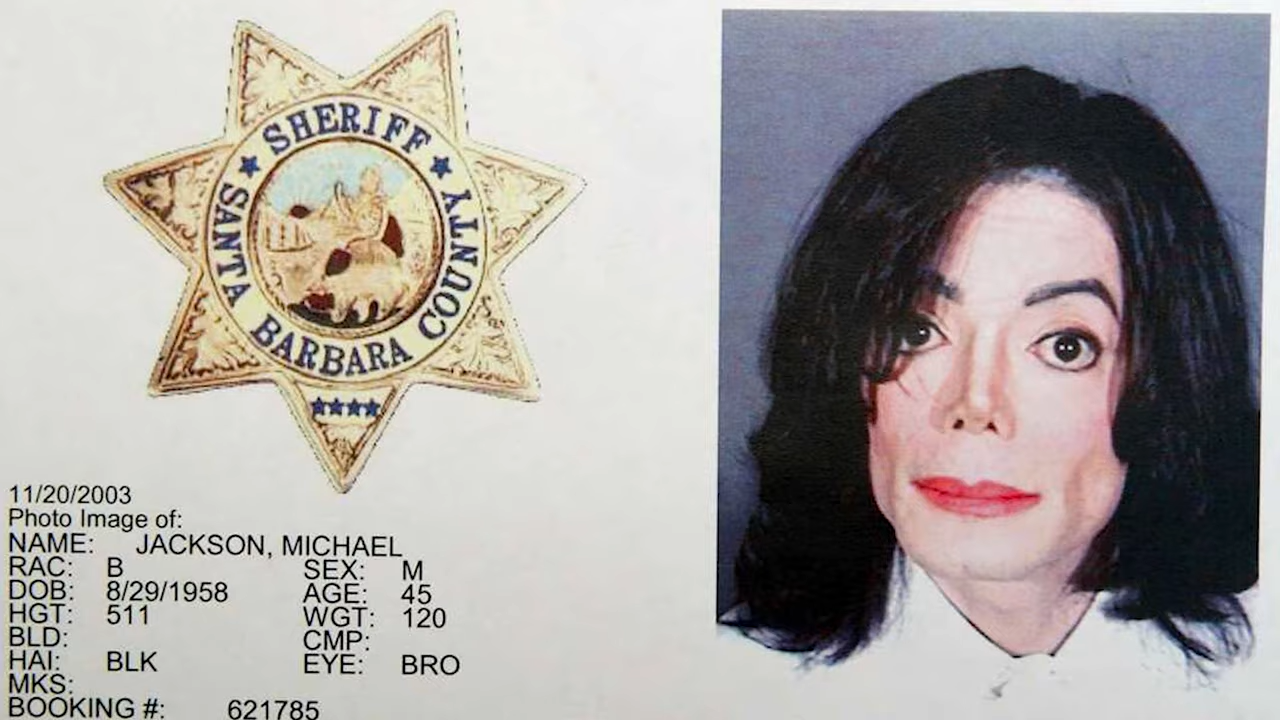 SHERIFF
SANTA BARBARA COUNTY
11/20/2003
Photo Image of:
NAME: JACKSON, MICHAEL
RAC: B SEX: M
DOB: 8/29/1958 AGE: 45
HGT: 511 WGT: 120
BLD: CMP:
HAI: BLK EYE: BRO
MKS:
BOOKING #: 621785